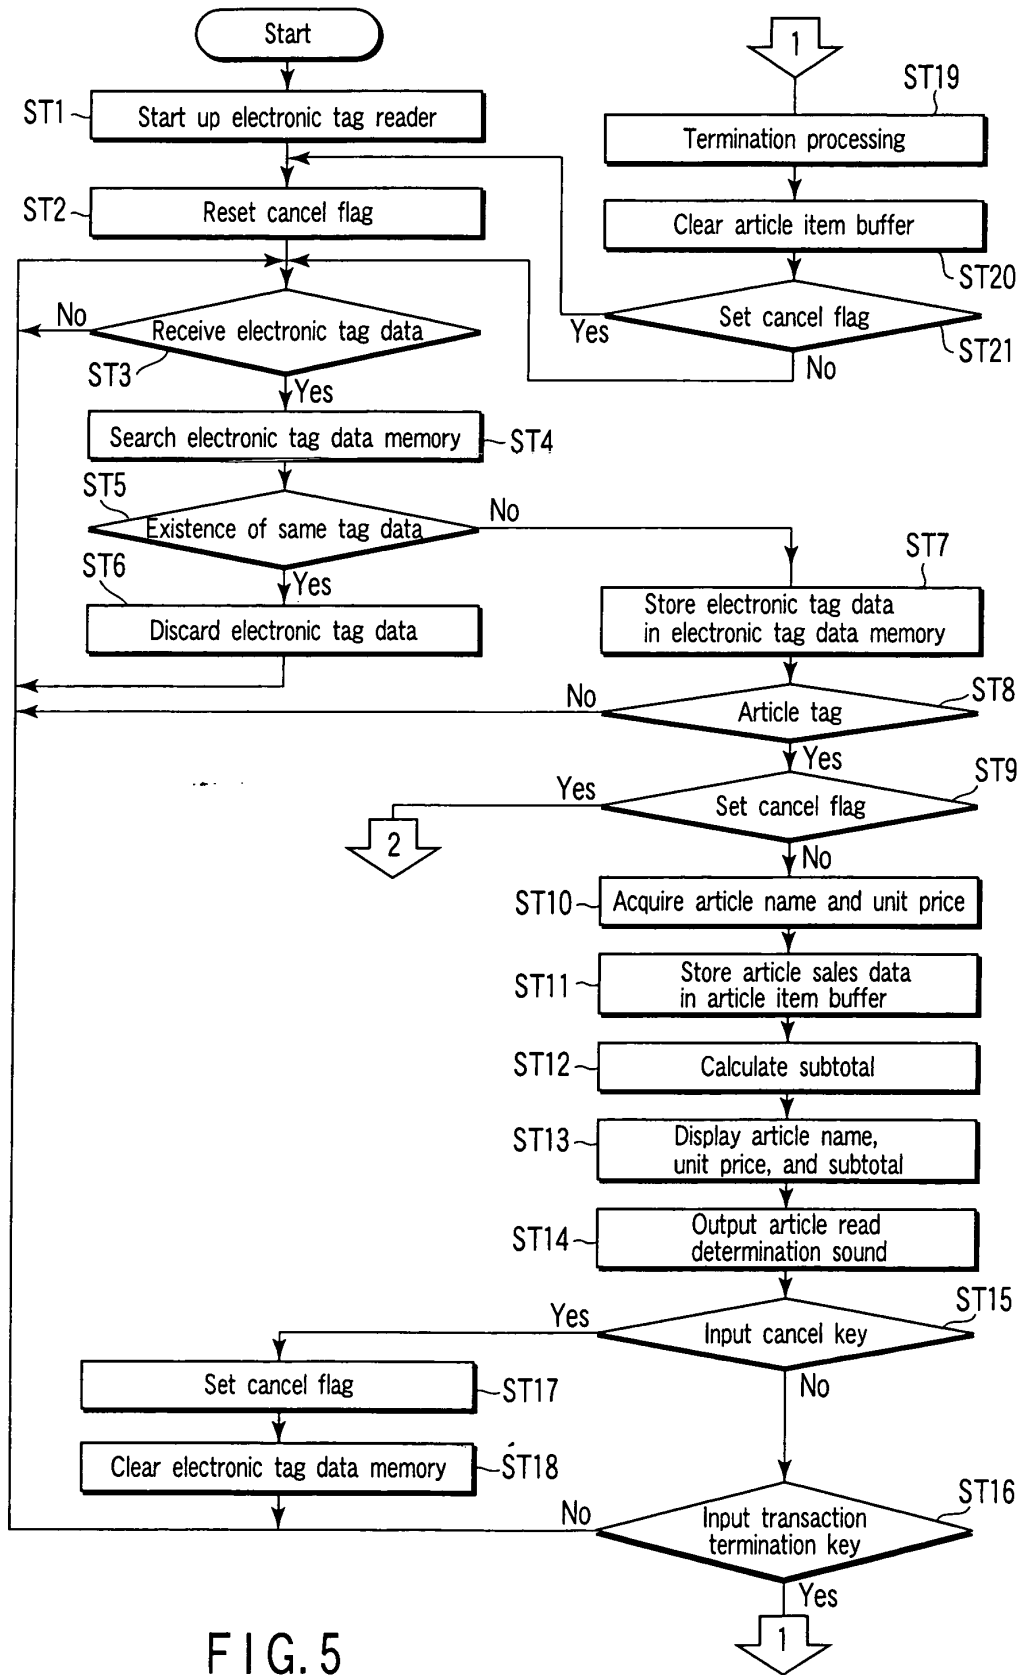 Start
ST1
Start up electronic tag reader
ST2
Reset cancel flag
No
Receive electronic tag data
ST3
Yes
Search electronic tag data memory
ST4
ST5
Existence of same tag data
No
ST6
Yes
Discard electronic tag data
1
ST19
Termination processing
Clear article item buffer
ST20
Set cancel flag
Yes
ST21
No
ST7
Store electronic tag data
in electronic tag data memory
No
ST8
Article tag
Yes
ST9
Yes
Set cancel flag
2
No
ST10
Acquire article name and unit price
ST11
Store article sales data
in article item buffer
ST12
Calculate subtotal
ST13
Display article name,
unit price, and subtotal
ST14
Output article read
determination sound
ST15
Yes
Input cancel key
No
Set cancel flag
ST17
Clear electronic tag data memory
ST18
No
ST16
Input transaction
termination key
Yes
1
FIG. 5